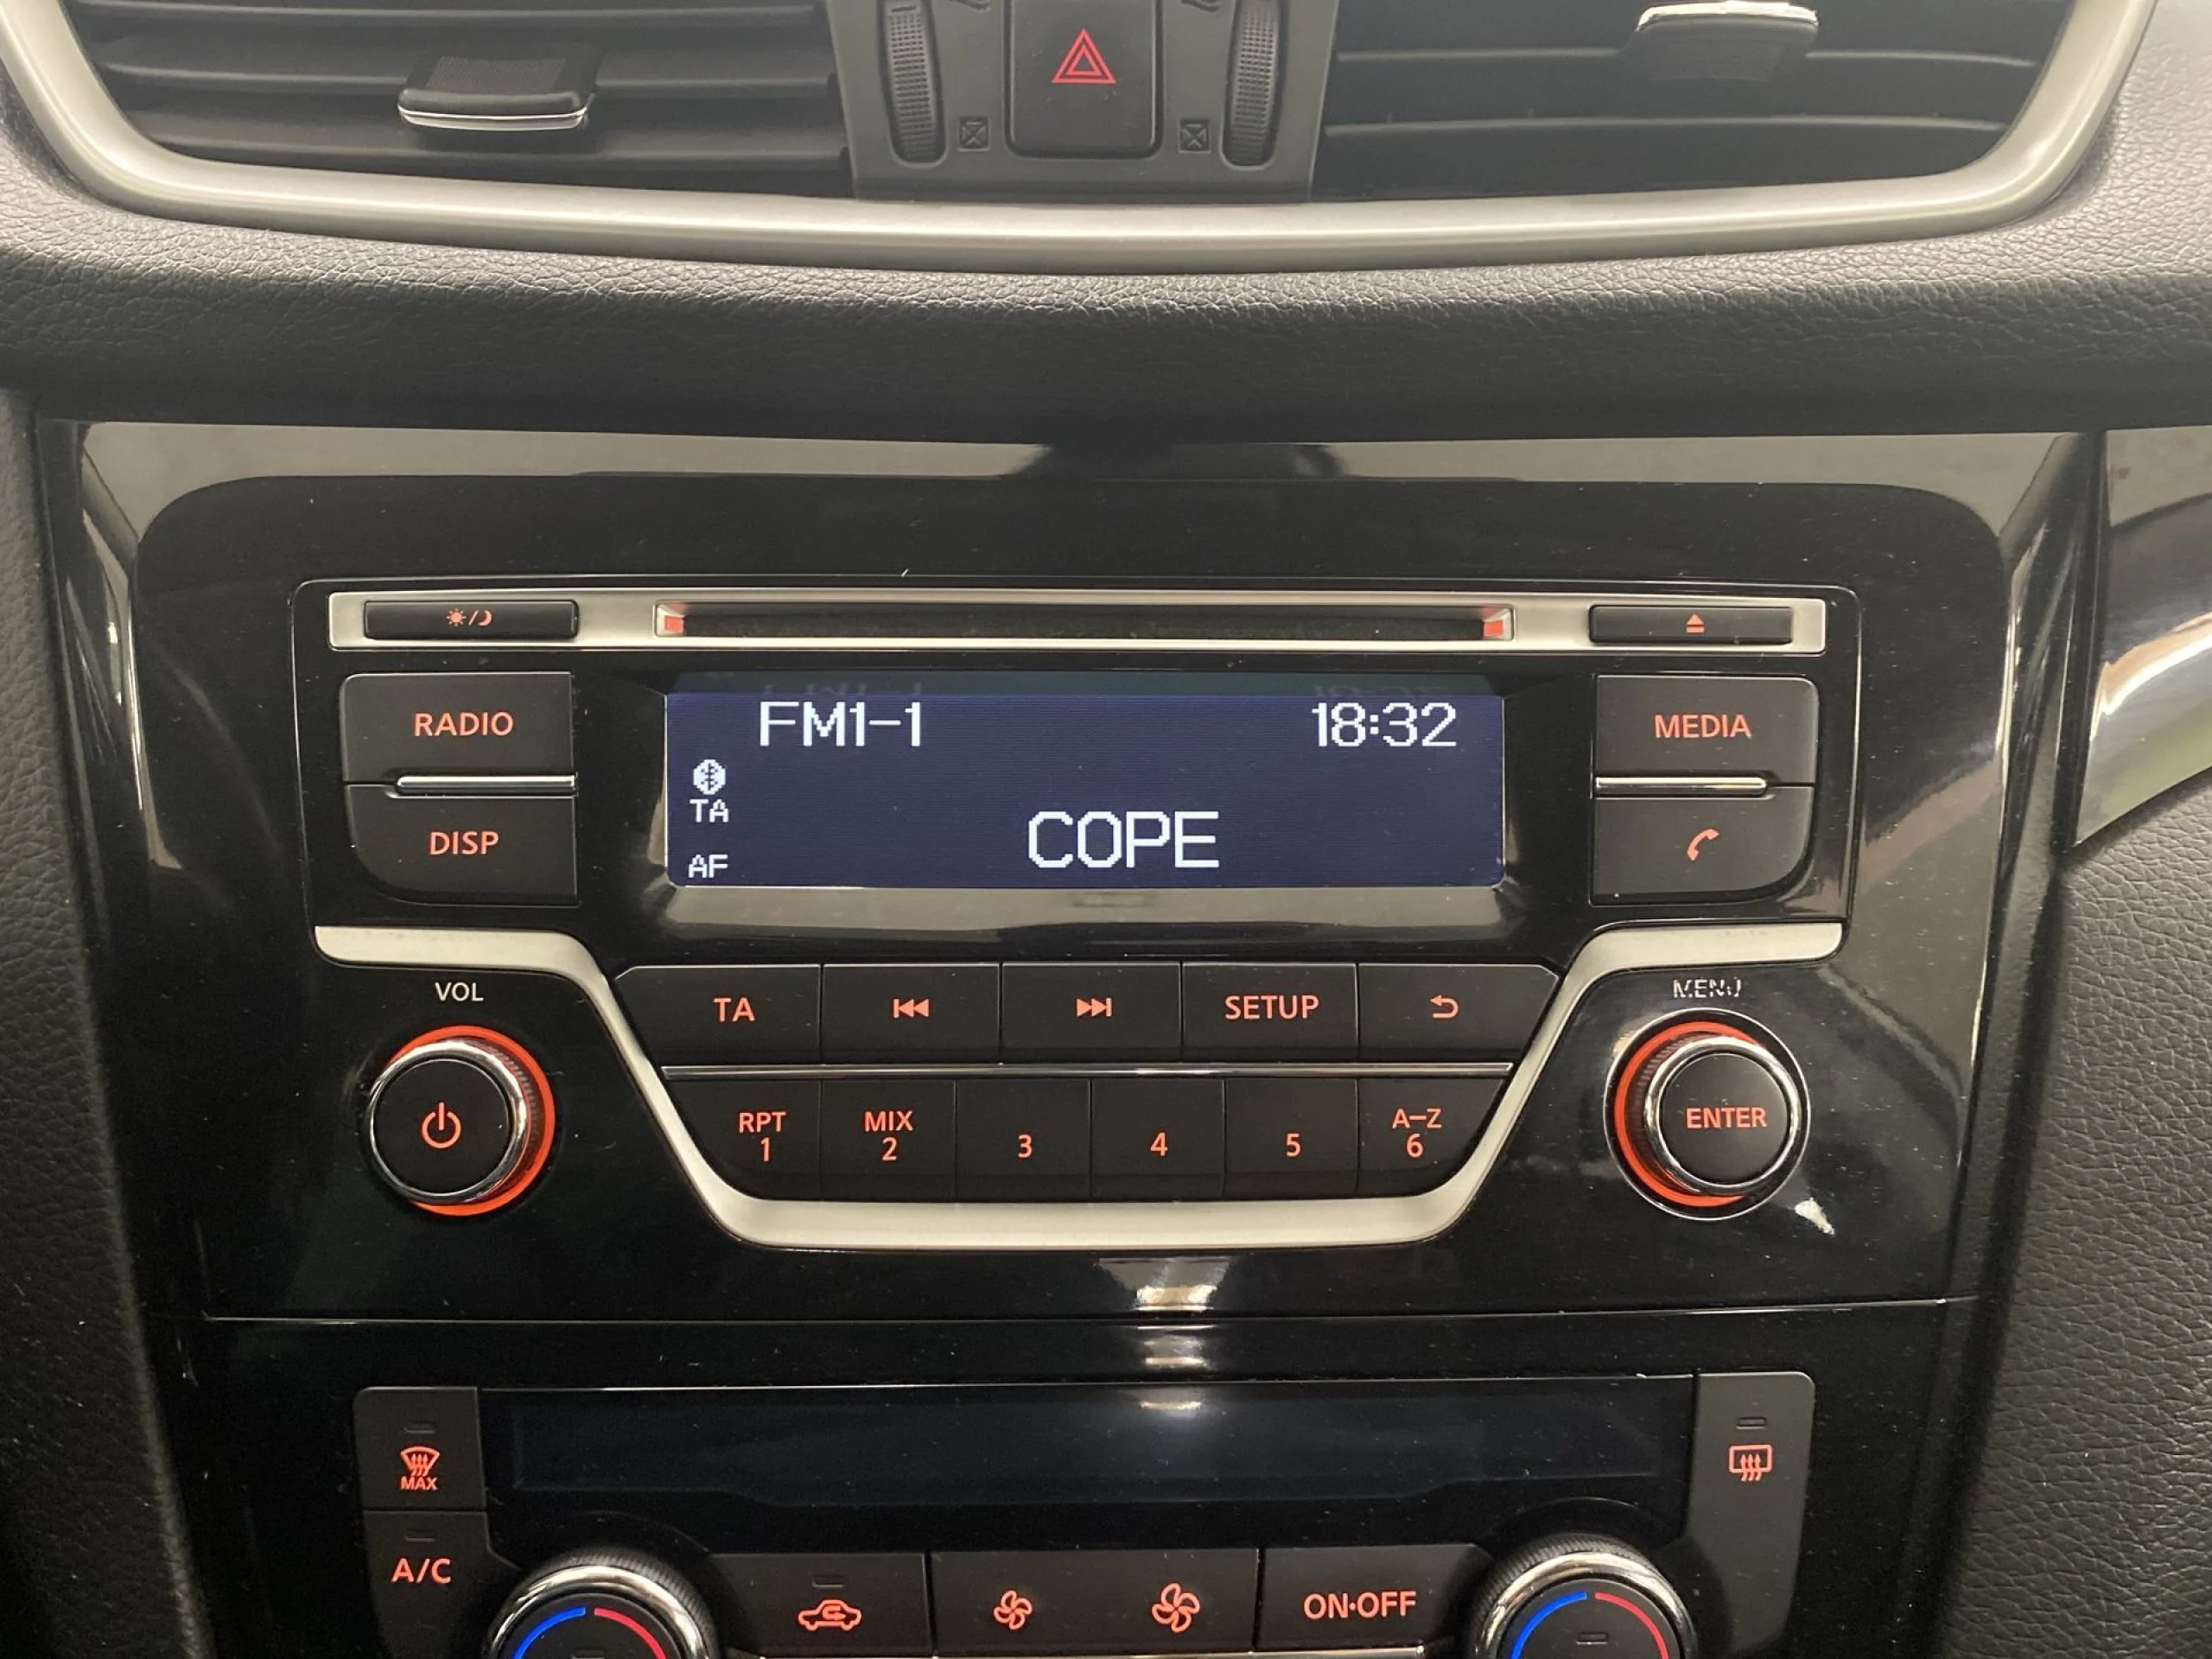 RADIO
DISP
FM1-1 18:32
TA
COPE
AF
MEDIA
VOL
MENU
TA
SETUP
RPT 1
MIX 2
3
4
5
A-Z 6
ENTER
MAX
A/C
ON·OFF